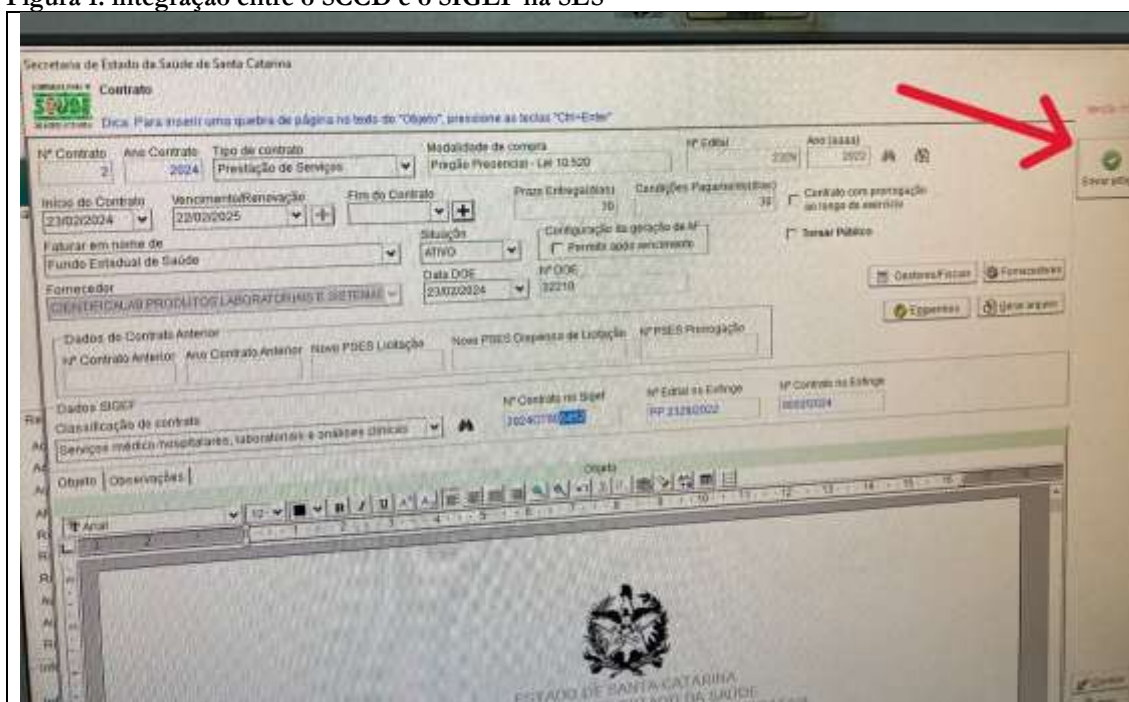 Figura 1: integração entre o SCCD e o SIGEF na SES
Secretaria de Estado da Saúde de Santa Catarina
Contrato
Dica: Para inserir uma quebra de página no texto do "Objeto", pressione as teclas "Ctrl+Enter"
Nº Contrato Ano Contrato Tipo de contrato Modalidade de compra Nº Edital Ano (aaaa)
2 2024 Prestação de Serviços Pregão Presencial - Lei 10.520 2022
Início do Contrato Vencimento/Renovação Fim do Contrato Prazo Entrega(dias) Condições Pagamento(dias) Contrato com prorrogação
23/02/2024 22/02/2025 30 30 ao longo do exercício
Faturar em nome de Situação Configuração da geração de AF Tornar Público
Fundo Estadual de Saúde ATIVO Permite após vencimento
Fornecedor Data DOE Nº DOE Gestores/Fiscais Fornecedores
CIENTIFICALAB PRODUTOS LABORATORIAIS E SISTEMAS 23/02/2024 32210
Empenhos Gerar arquivo
Dados do Contrato Anterior
Nº Contrato Anterior Ano Contrato Anterior Novo PSES Licitação Novo PSES Dispensa de Licitação Nº PSES Prorrogação
Dados SIGEF
Classificação do contrato Nº Contrato no Sigef Nº Edital no Esfinge Nº Contrato no Esfinge
Serviços médico-hospitalares, laboratoriais e análises clínicas
Objeto Observações
Objeto
Arial 12
ESTADO DE SANTA CATARINA